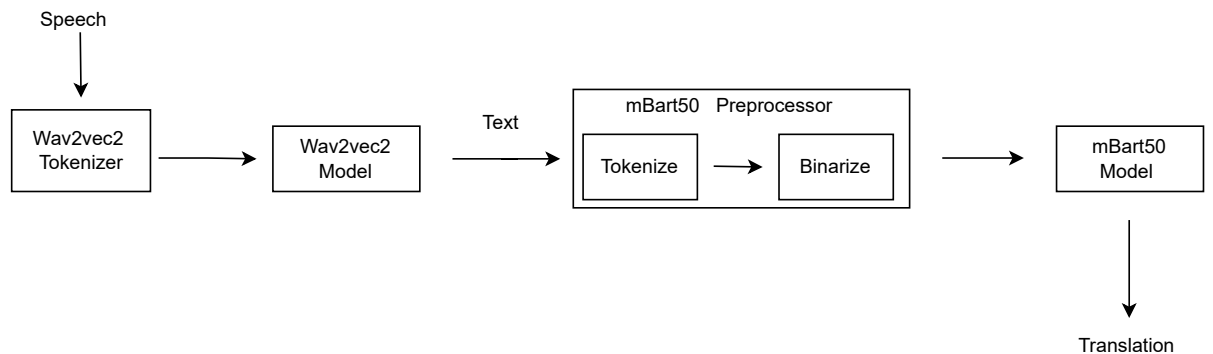 Speech
Wav2vec2
Tokenizer
Wav2vec2
Model
Text
mBart50 Preprocessor
Tokenize
Binarize
mBart50
Model
Translation